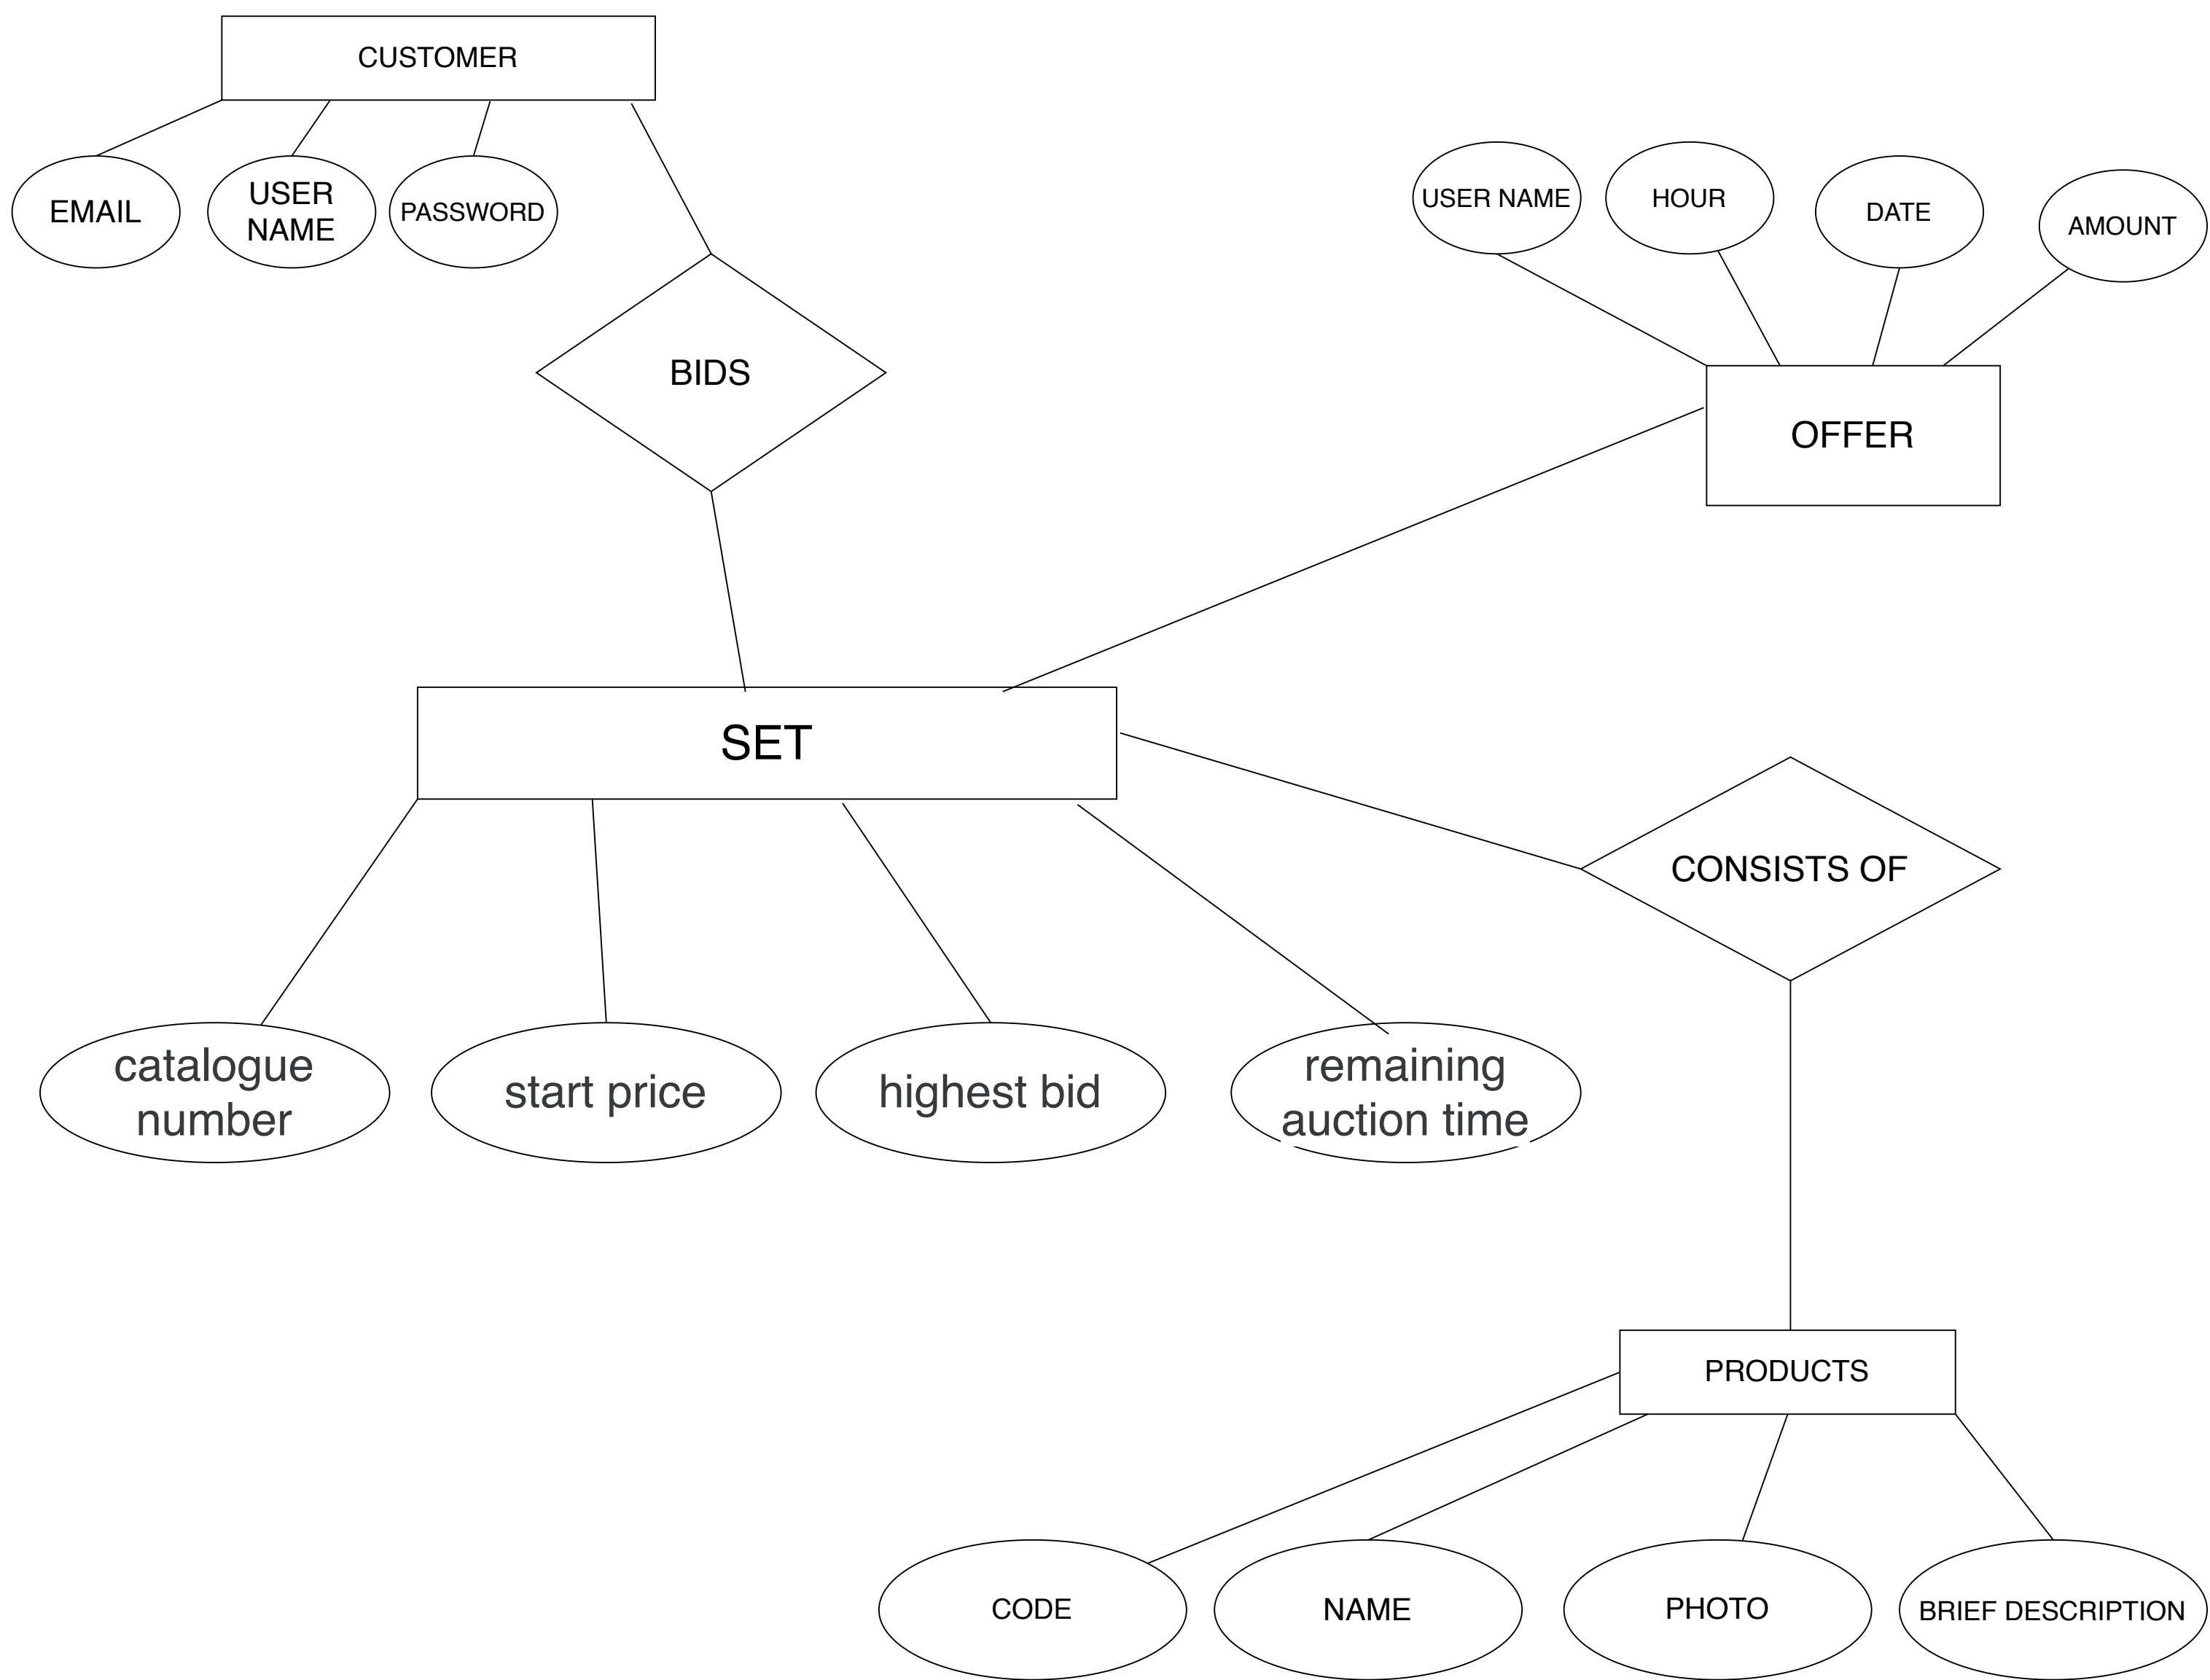 CUSTOMER
EMAIL
USER
NAME
PASSWORD
USER NAME
HOUR
DATE
AMOUNT
BIDS
OFFER
SET
CONSISTS OF
catalogue
number
start price
highest bid
remaining
auction time
PRODUCTS
CODE
NAME
PHOTO
BRIEF DESCRIPTION